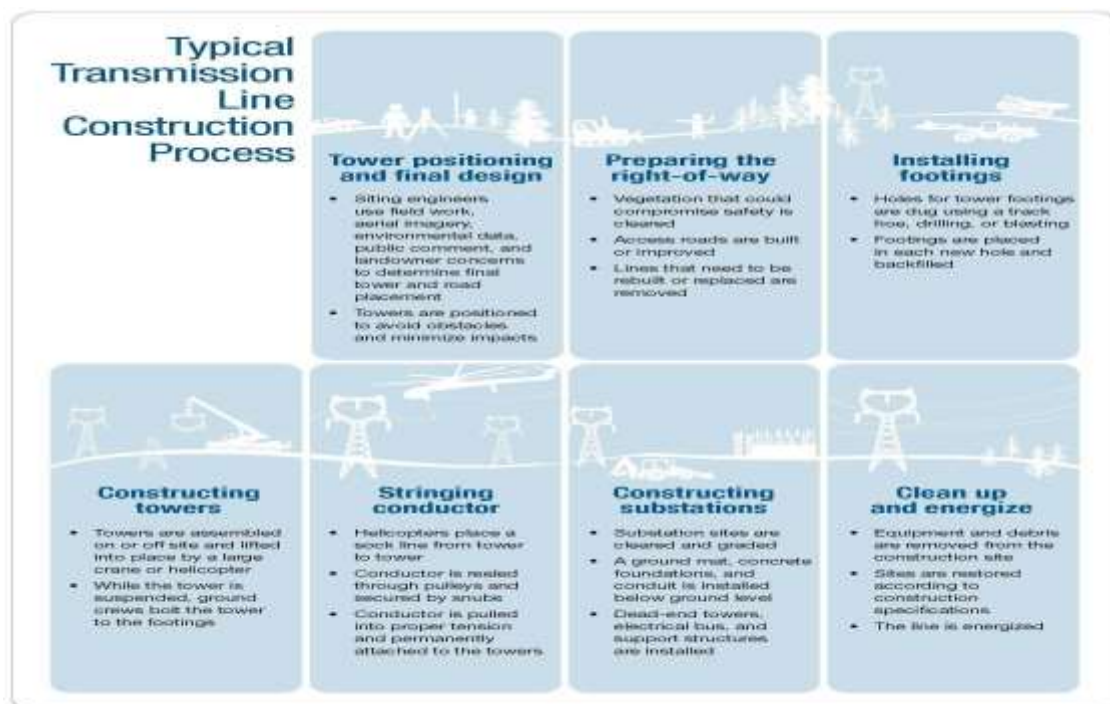 Typical
Transmission
Line
Construction
Process
Tower positioning
and final design
• Siting engineers
use field work,
aerial imagery,
environmental data,
public comment, and
landowner concerns
to determine final
tower and road
placement
• Towers are positioned
to avoid obstacles
and minimize impacts
Preparing the
right-of-way
• Vegetation that could
compromise safety is
cleared
• Access roads are built
or improved
• Lines that need to be
rebuilt or replaced are
removed
Installing
footings
• Holes for tower footings
are dug using a track
hoe, drilling, or blasting
• Footings are placed
in each new hole and
backfilled
Constructing
towers
• Towers are assembled
on or off site and lifted
into place by a large
crane or helicopter
• While the tower is
suspended, ground
crews bolt the tower
to the footings
Stringing
conductor
• Helicopters place a
sock line from tower
to tower
• Conductor is reeled
through pulleys and
secured by snubs
• Conductor is pulled
into proper tension
and permanently
attached to the towers
Constructing
substations
• Substation sites are
cleared and graded
• A ground mat, concrete
foundations, and
conduit is installed
below ground level
• Dead-end towers,
electrical bus, and
support structures
are installed
Clean up
and energize
• Equipment and debris
are removed from the
construction site
• Sites are restored
according to
construction
specifications
• The line is energized